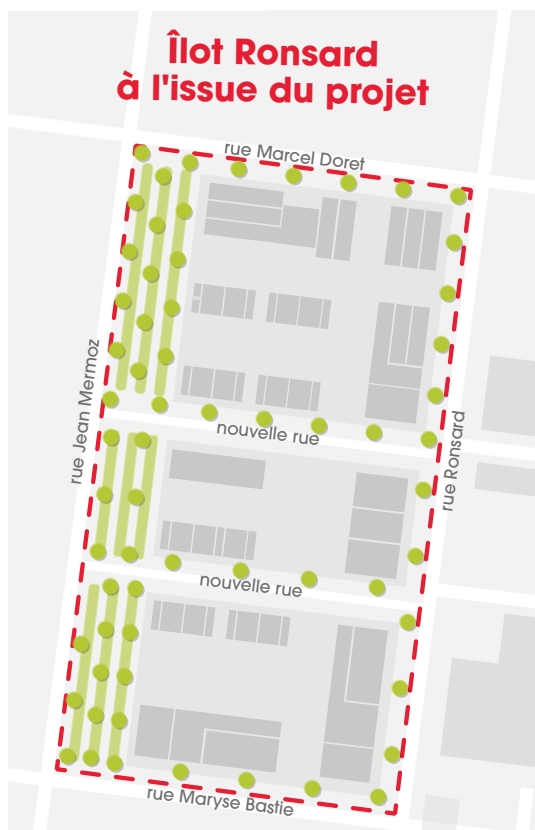 Îlot Ronsard
à l'issue du projet
rue Marcel Doret
rue Jean Mermoz
rue Ronsard
nouvelle rue
nouvelle rue
rue Maryse Bastie